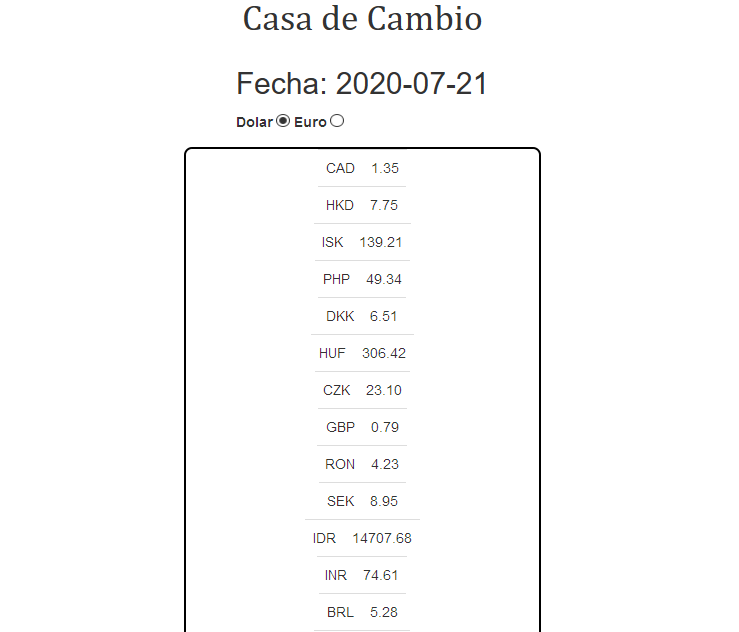 Casa de Cambio
Fecha: 2020-07-21
Dolar Euro
CAD 1.35
HKD 7.75
ISK 139.21
PHP 49.34
DKK 6.51
HUF 306.42
CZK 23.10
GBP 0.79
RON 4.23
SEK 8.95
IDR 14707.68
INR 74.61
BRL 5.28